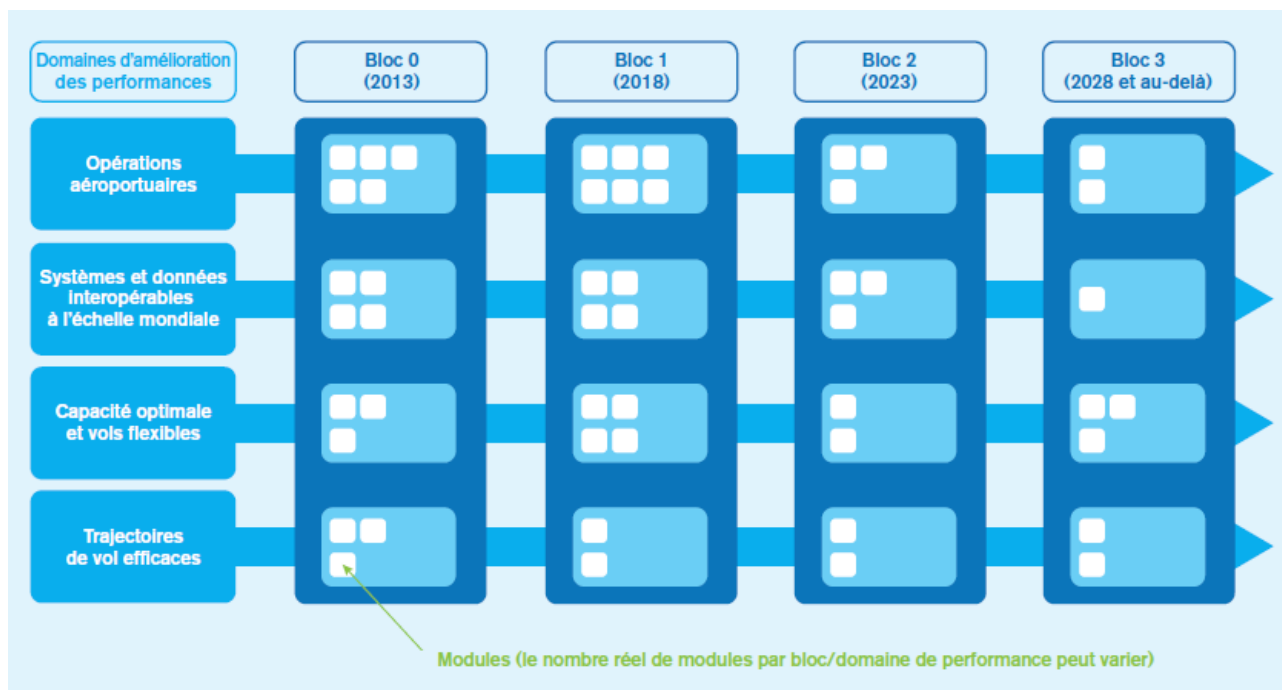 Domaines d'amélioration
des performances
Bloc 0
(2013)
Bloc 1
(2018)
Bloc 2
(2023)
Bloc 3
(2028 et au-delà)
Opérations
aéroportuaires
Systèmes et données
interopérables
à l'échelle mondiale
Capacité optimale
et vols flexibles
Trajectoires
de vol efficaces
Modules (le nombre réel de modules par bloc/domaine de performance peut varier)